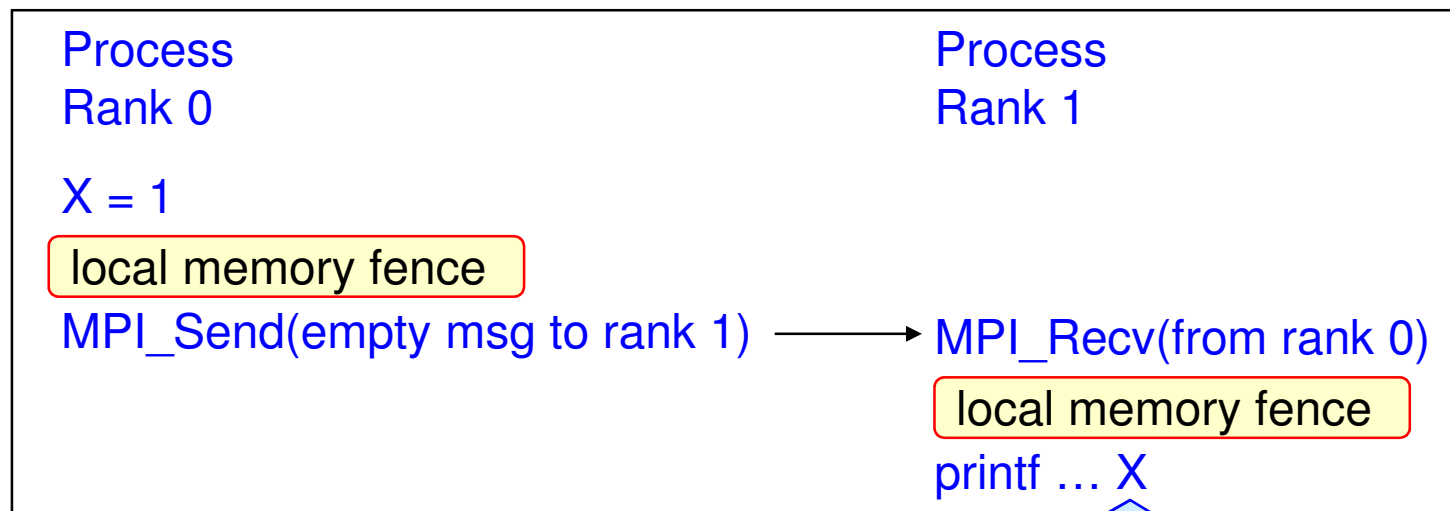 Process
Rank 0
X = 1
local memory fence
MPI_Send(empty msg to rank 1)
Process
Rank 1
MPI_Recv(from rank 0)
local memory fence
printf … X